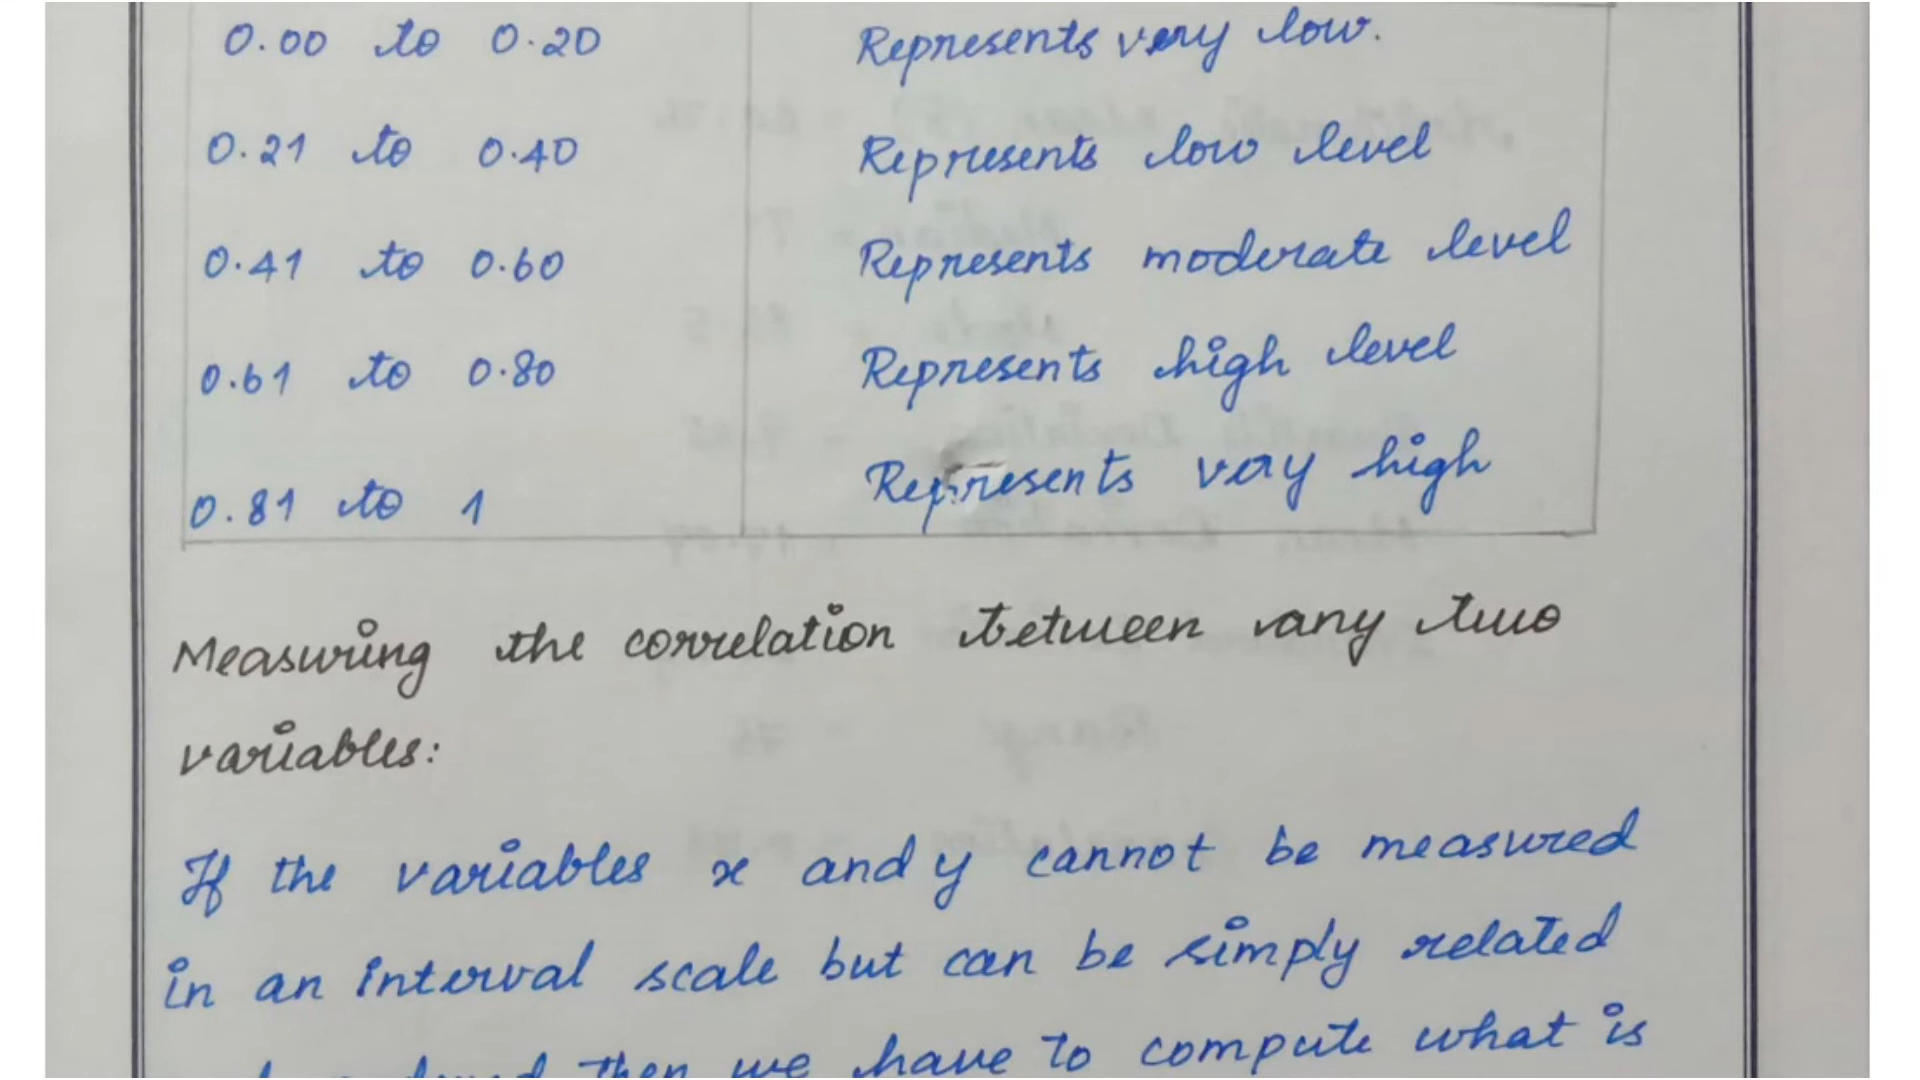 0.00 to 0.20 Represents very low.
0.21 to 0.40 Represents low level
0.41 to 0.60 Represents moderate level
0.61 to 0.80 Represents high level
0.81 to 1 Represents very high
Measuring the correlation between any two
variables:
If the variables x and y cannot be measured
in an interval scale but can be simply related
then we have to compute what is